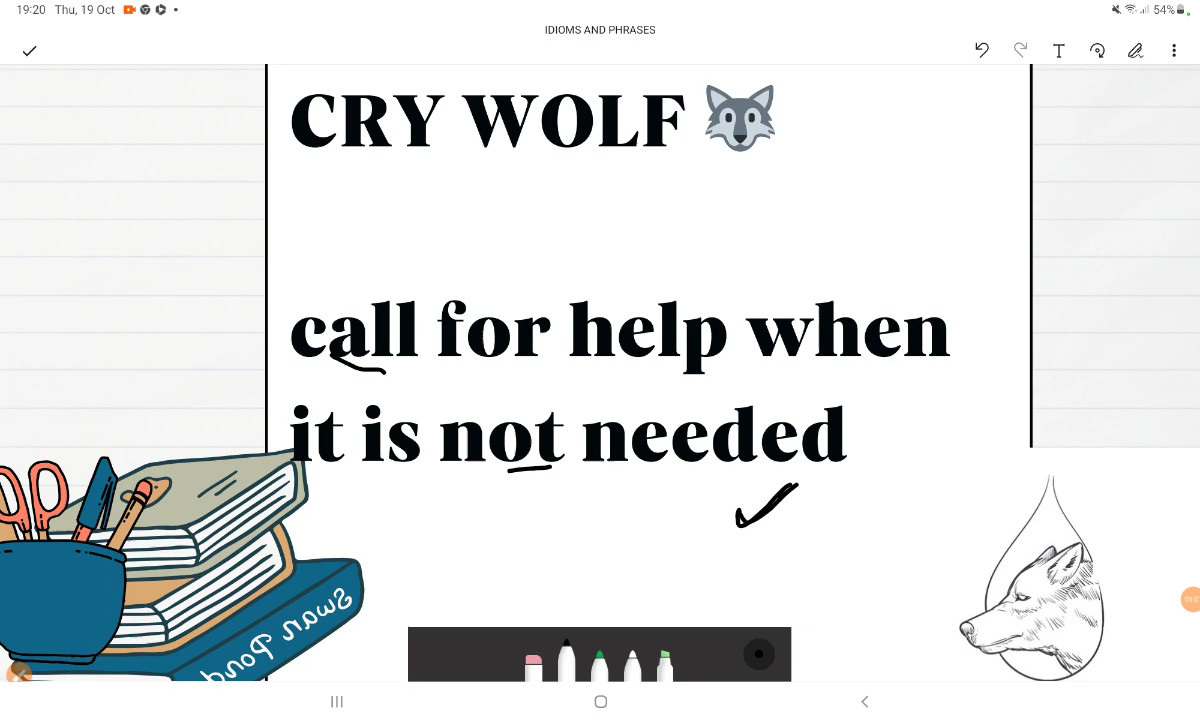 19:20 Thu, 19 Oct
54%
IDIOMS AND PHRASES
T
CRY WOLF
call for help when
it is not needed
Swan Pond